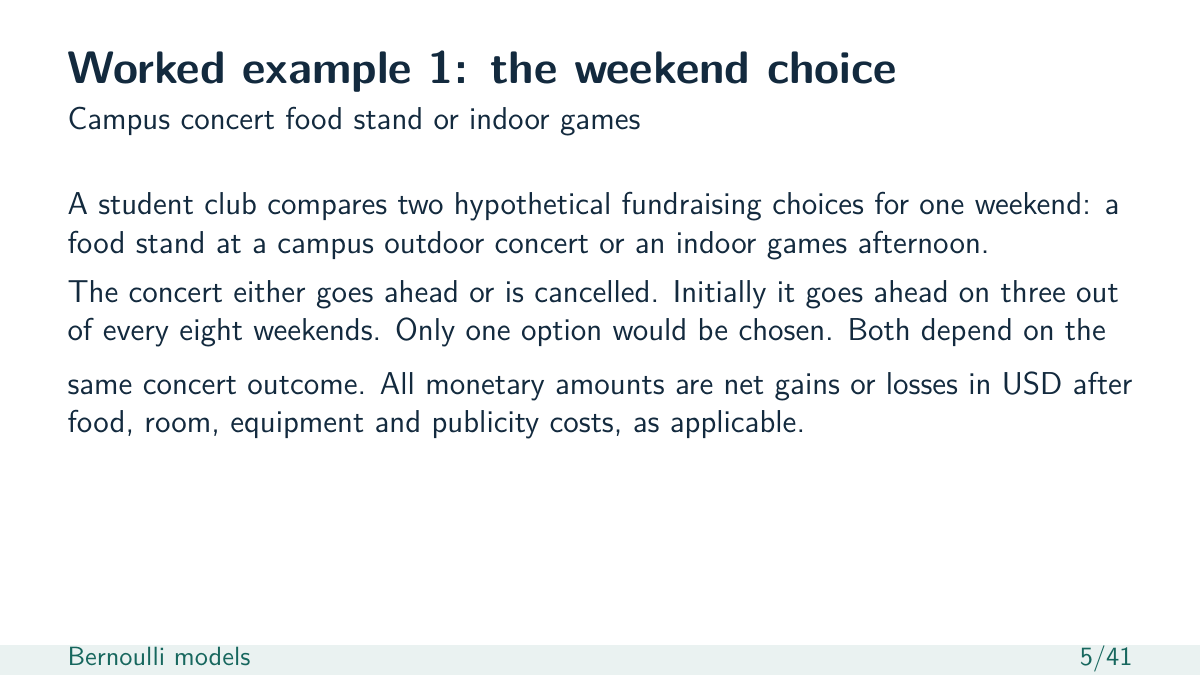 Worked example 1: the weekend choice
Campus concert food stand or indoor games
A student club compares two hypothetical fundraising choices for one weekend: a
food stand at a campus outdoor concert or an indoor games afternoon.
The concert either goes ahead or is cancelled. Initially it goes ahead on three out
of every eight weekends. Only one option would be chosen. Both depend on the
same concert outcome. All monetary amounts are net gains or losses in USD after
food, room, equipment and publicity costs, as applicable.
Bernoulli models
5/41